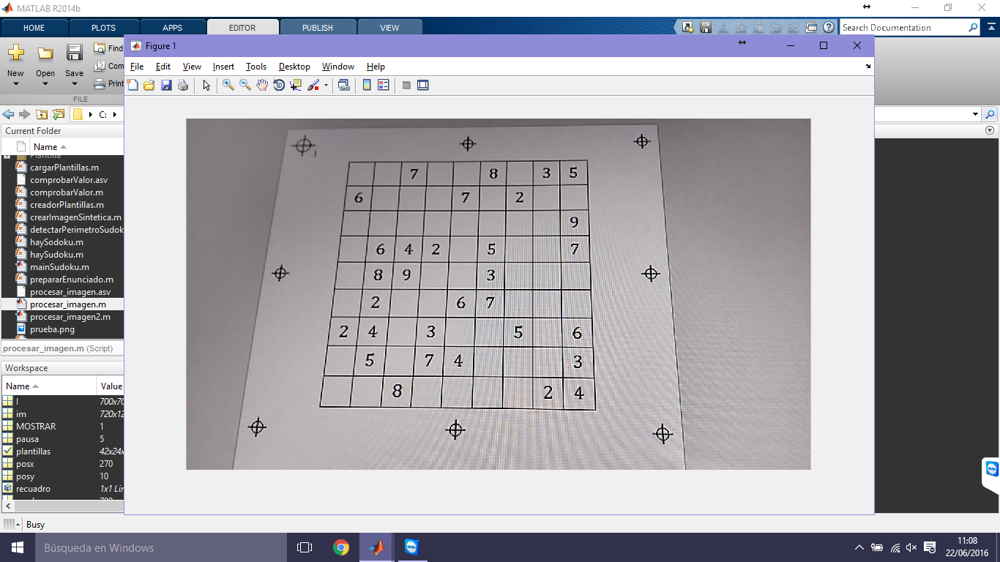 MATLAB R2014b
HOME PLOTS APPS EDITOR PUBLISH VIEW Search Documentation
Figure 1
File Edit View Insert Tools Desktop Window Help
New Open Save Find
Com
Print
FILE
C:
Current Folder
Name
Plantilla
cargarPlantillas.m
comprobarValor.asv
comprobarValor.m
creadorPlantillas.m
crearImagenSintetica.m
detectarPerimetroSudok
haySodoku.m
haySudoku.m
mainSudoku.m
prepararEnunciado.m
procesar_imagen.asv
procesar_imagen.m
procesar_imagen2.m
prueba.png
procesar_imagen.m (Script)
Workspace
Name Value
I 700x70
im 720x12
MOSTRAR 1
pausa 5
plantillas 42x24x
posx 270
posy 10
recuadro 1x1 Lin
Busy
7 8 3 5
6 7 2
9
6 4 2 5 7
8 9 3
2 6 7
2 4 3 5 6
5 7 4 3
8 2 4
Búsqueda en Windows
11:08
22/06/2016